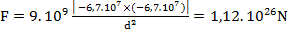 F = 9. 10⁹ |−6,7.10⁷×(−6,7.10⁷)| / d² = 1,12. 10²⁶N